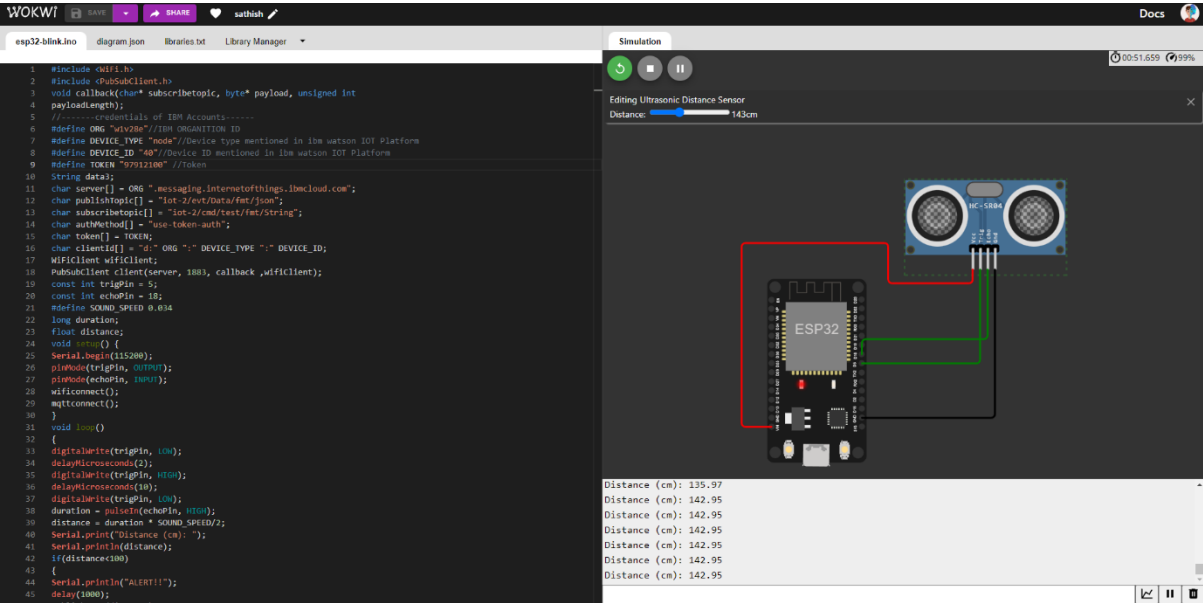 WOKWI SAVE SHARE sathish Docs
esp32-blink.ino diagram.json libraries.txt Library Manager
Simulation
00:51.659 99%
1 #include <WiFi.h>
2 #include <PubSubClient.h>
3 void callback(char* subscribetopic, byte* payload, unsigned int
4 payloadLength);
5 //-------credentials of IBM Accounts------
6 #define ORG "w1v28e"//IBM ORGANITION ID
7 #define DEVICE_TYPE "node"//Device type mentioned in ibm watson IOT Platform
8 #define DEVICE_ID "40"//Device ID mentioned in ibm watson IOT Platform
9 #define TOKEN "97912100" //Token
10 String data3;
11 char server[] = ORG ".messaging.internetofthings.ibmcloud.com";
12 char publishTopic[] = "iot-2/evt/Data/fmt/json";
13 char subscribetopic[] = "iot-2/cmd/test/fmt/String";
14 char authMethod[] = "use-token-auth";
15 char token[] = TOKEN;
16 char clientId[] = "d:" ORG ":" DEVICE_TYPE ":" DEVICE_ID;
17 WiFiClient wifiClient;
18 PubSubClient client(server, 1883, callback ,wifiClient);
19 const int trigPin = 5;
20 const int echoPin = 18;
21 #define SOUND_SPEED 0.034
22 long duration;
23 float distance;
24 void setup() {
25 Serial.begin(115200);
26 pinMode(trigPin, OUTPUT);
27 pinMode(echoPin, INPUT);
28 wificonnect();
29 mqttconnect();
30 }
31 void loop()
32 {
33 digitalWrite(trigPin, LOW);
34 delayMicroseconds(2);
35 digitalWrite(trigPin, HIGH);
36 delayMicroseconds(10);
37 digitalWrite(trigPin, LOW);
38 duration = pulseIn(echoPin, HIGH);
39 distance = duration * SOUND_SPEED/2;
40 Serial.print("Distance (cm): ");
41 Serial.println(distance);
42 if(distance<100)
43 {
44 Serial.println("ALERT!!");
45 delay(1000);
Editing Ultrasonic Distance Sensor
Distance: 143cm
HC-SR04
Vcc Trig Echo Gnd
ESP32
Distance (cm): 135.97
Distance (cm): 142.95
Distance (cm): 142.95
Distance (cm): 142.95
Distance (cm): 142.95
Distance (cm): 142.95
Distance (cm): 142.95